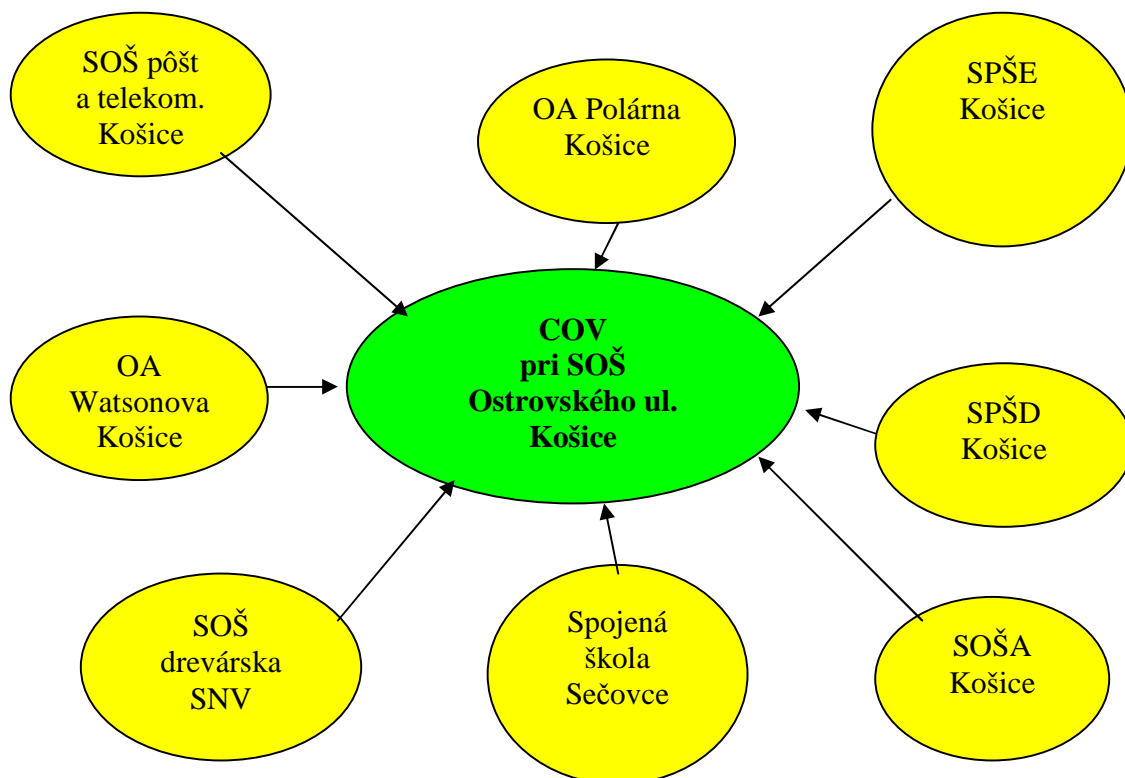 SOŠ pôšt
a telekom.
Košice
OA Polárna
Košice
SPŠE
Košice
COV
pri SOŠ
Ostrovského ul.
Košice
OA
Watsonova
Košice
SPŠD
Košice
SOŠ
drevárska
SNV
Spojená
škola
Sečovce
SOŠA
Košice